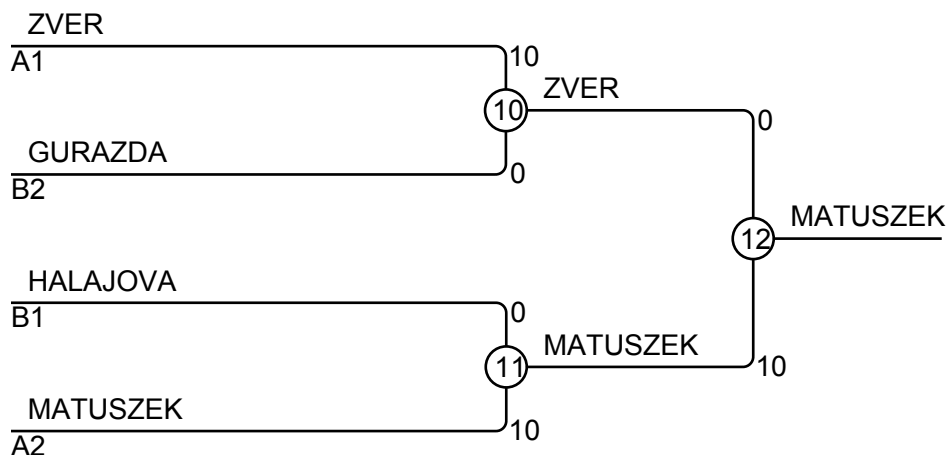 ZVER
A1
10
10
ZVER
0
GURAZDA
B2
0
12
MATUSZEK
HALAJOVA
B1
0
11
MATUSZEK
10
MATUSZEK
A2
10